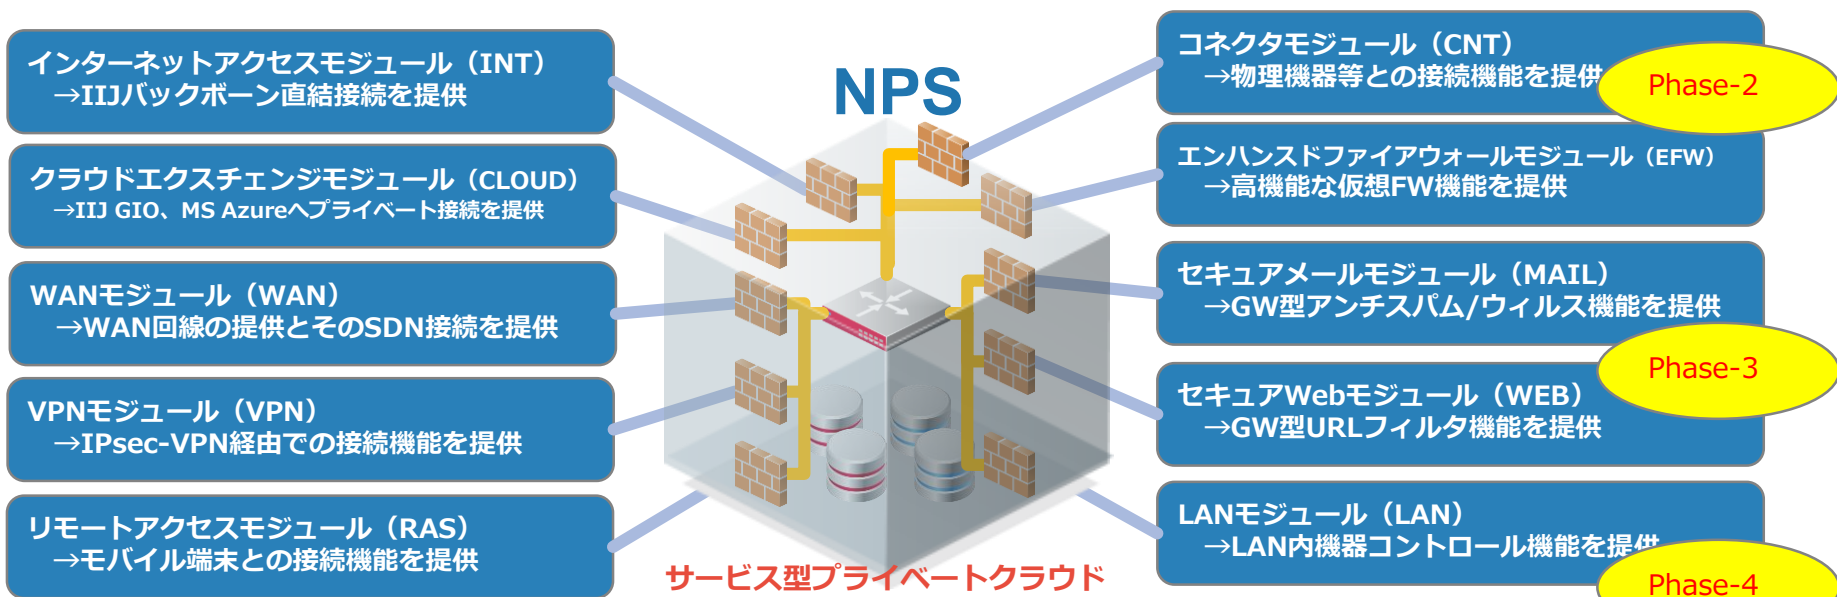 インターネットアクセスモジュール（INT）
→IIJバックボーン直結接続を提供
クラウドエクスチェンジモジュール（CLOUD）
→IIJ GIO、MS Azureへプライベート接続を提供
WANモジュール（WAN）
→WAN回線の提供とそのSDN接続を提供
VPNモジュール（VPN）
→IPsec-VPN経由での接続機能を提供
リモートアクセスモジュール（RAS）
→モバイル端末との接続機能を提供
NPS
サービス型プライベートクラウド
コネクタモジュール（CNT）
→物理機器等との接続機能を提供
Phase-2
エンハンスドファイアウォールモジュール（EFW）
→高機能な仮想FW機能を提供
セキュアメールモジュール（MAIL）
→GW型アンチスパム/ウィルス機能を提供
Phase-3
セキュアWebモジュール（WEB）
→GW型URLフィルタ機能を提供
LANモジュール（LAN）
→LAN内機器コントロール機能を提供
Phase-4